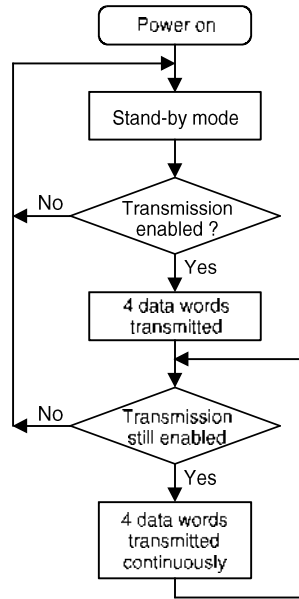 Power on
Stand-by mode
Transmission
enabled ?
No
Yes
4 data words
transmitted
Transmission
still enabled
No
Yes
4 data words
transmitted
continuously